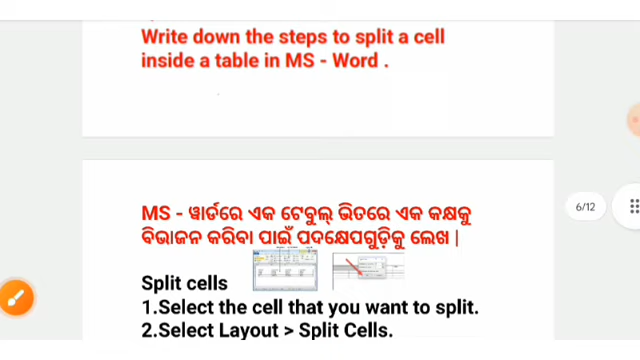 Write down the steps to split a cell
inside a table in MS - Word .
MS - ୱାର୍ଡରେ ଏକ ଟେବୁଲ୍ ଭିତରେ ଏକ କକ୍ଷକୁ
ବିଭାଜନ କରିବା ପାଇଁ ପଦକ୍ଷେପଗୁଡ଼ିକୁ ଲେଖ |
6/12
Split cells
1.Select the cell that you want to split.
2.Select Layout > Split Cells.